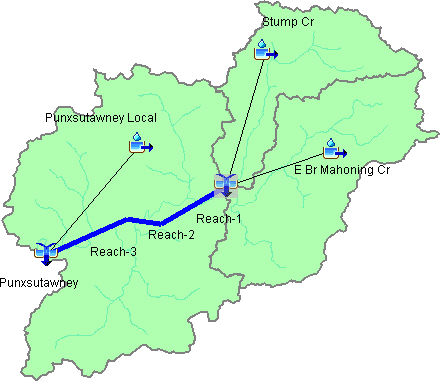 Stump Cr
Punxsutawney Local
E Br Mahoning Cr
Reach-1
Reach-2
Reach-3
Punxsutawney